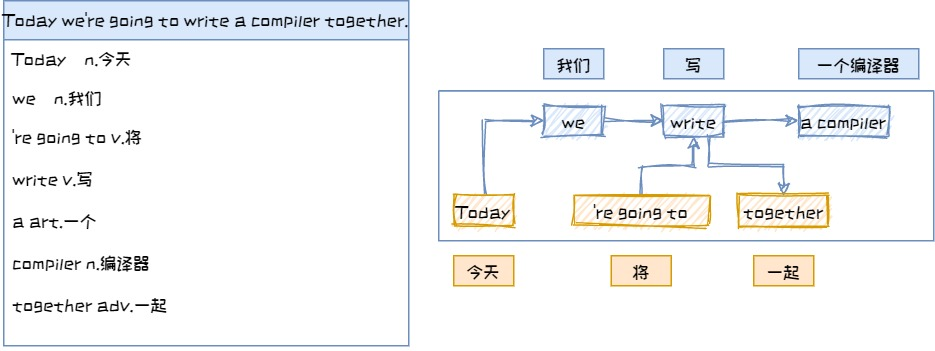 Today we're going to write a compiler together.
Today n.今天
we n.我们
're going to v.将
write v.写
a art.一个
compiler n.编译器
together adv.一起
我们 写 一个编译器
we write a compiler
Today 're going to together
今天 将 一起